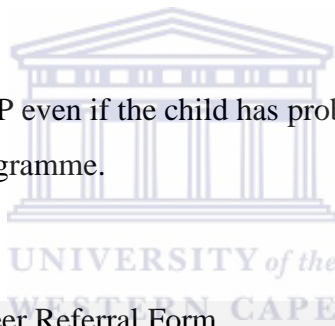 P even if the child has prob
gramme.
UNIVERSITY of the
WESTERN CAPE
er Referral Form